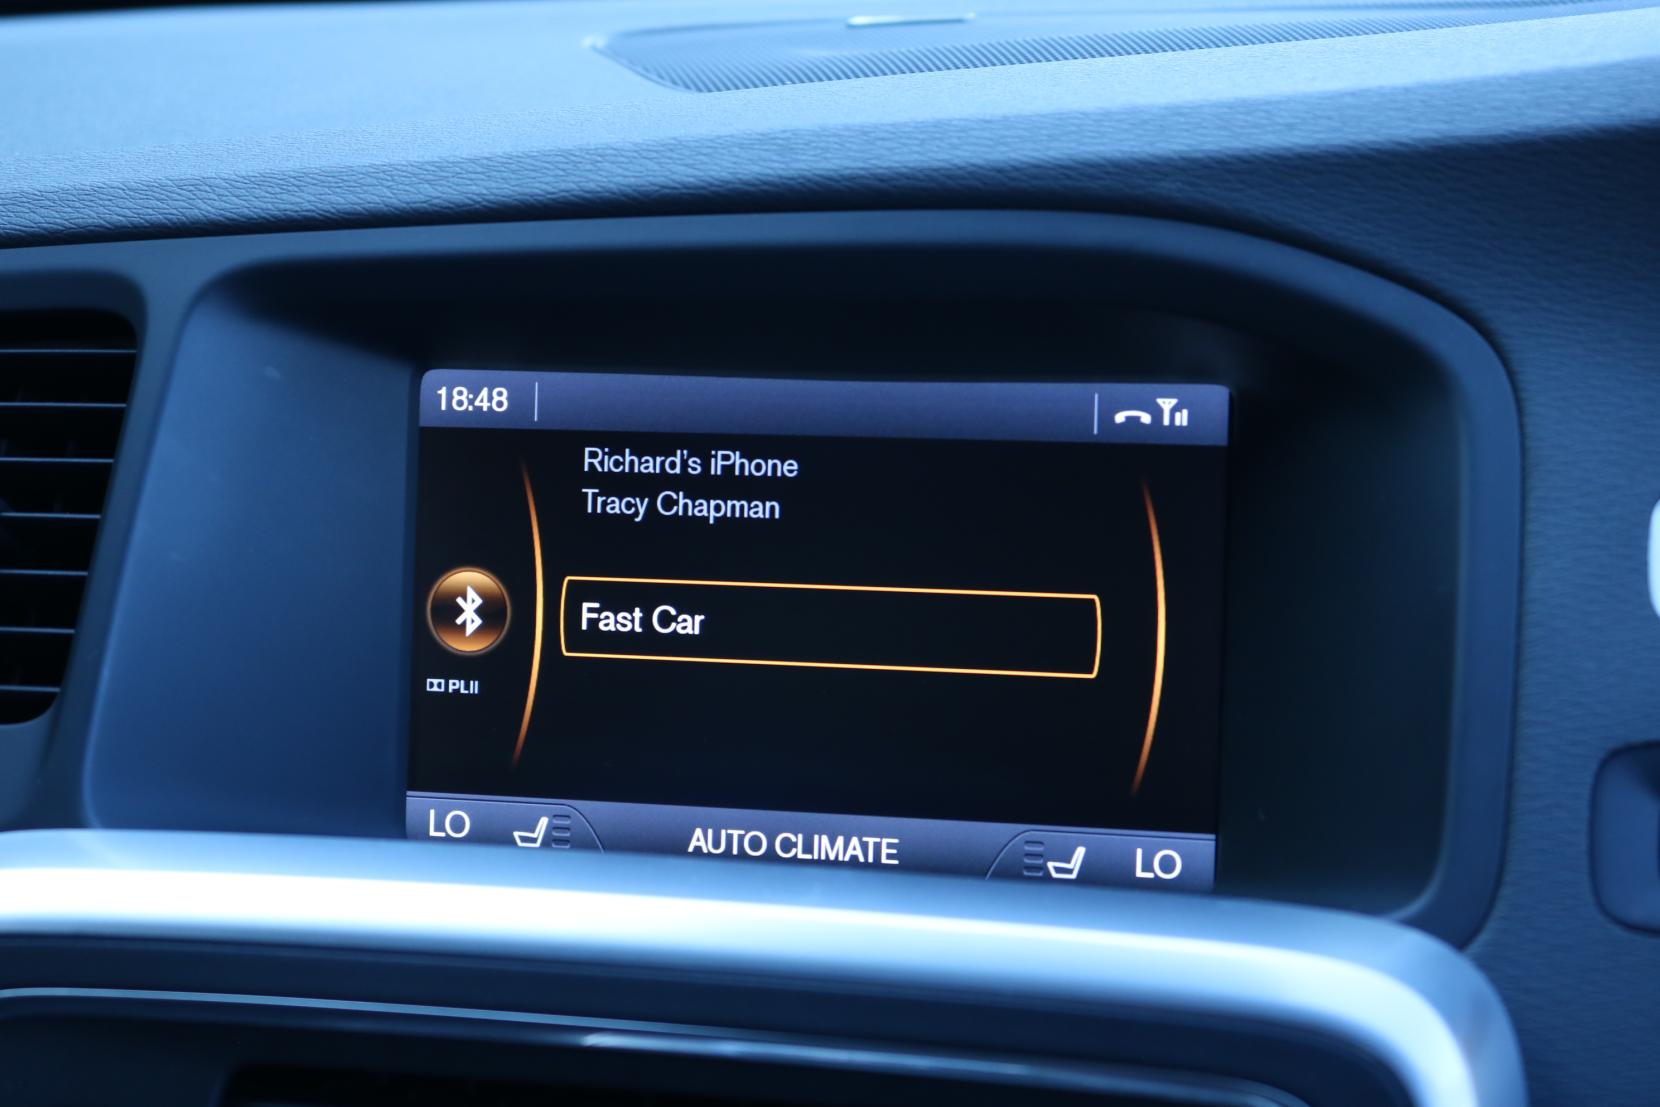 18:48
Richard's iPhone
Tracy Chapman
Fast Car
PLII
LO AUTO CLIMATE LO